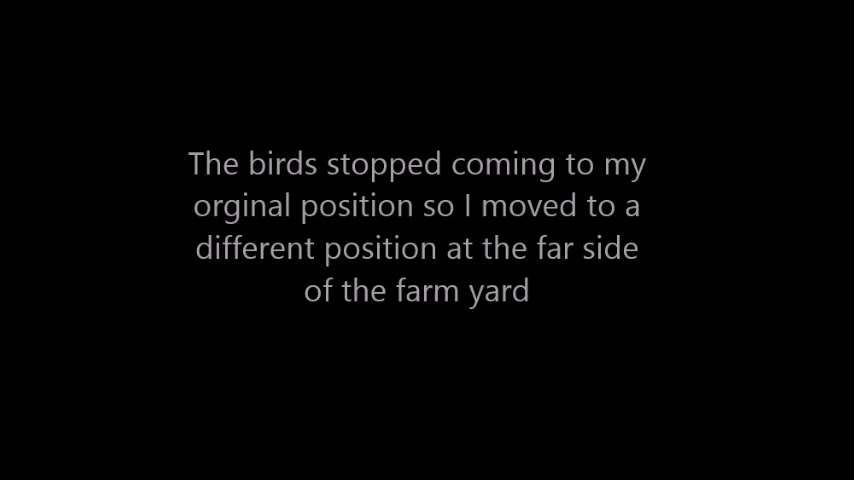 The birds stopped coming to my
orginal position so I moved to a
different position at the far side
of the farm yard